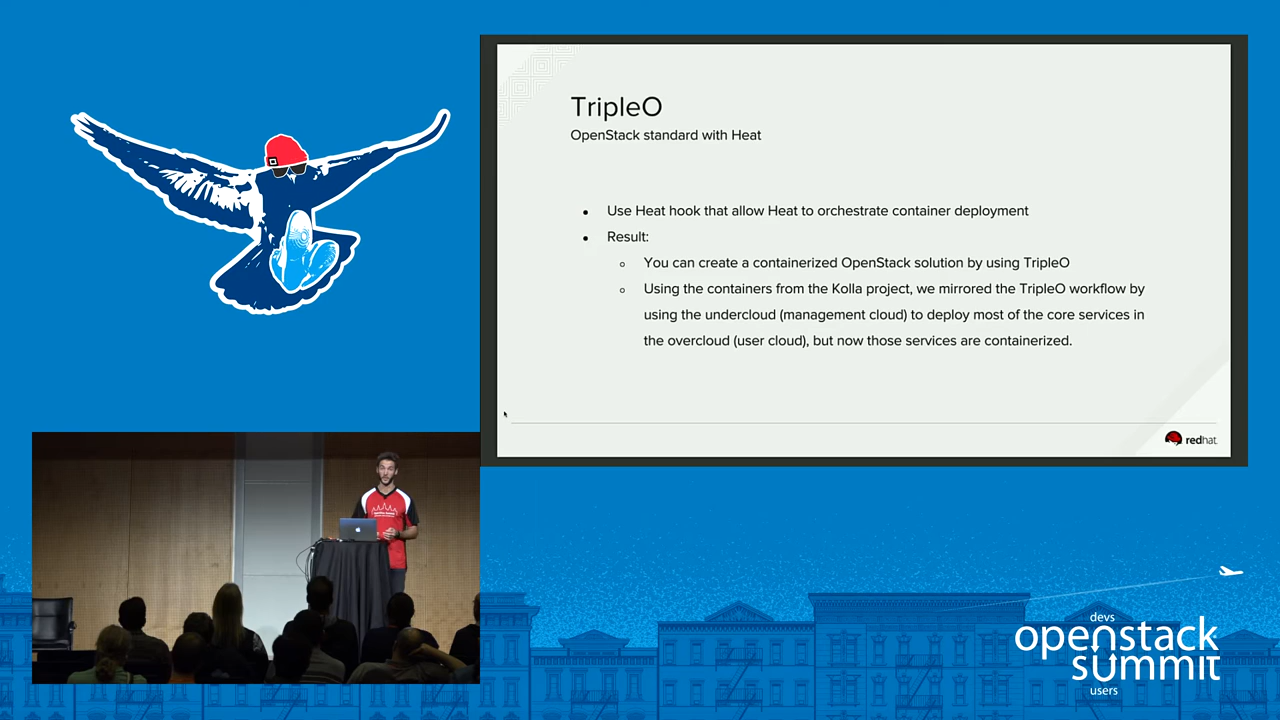 TripleO
OpenStack standard with Heat
• Use Heat hook that allow Heat to orchestrate container deployment
• Result:
○ You can create a containerized OpenStack solution by using TripleO
○ Using the containers from the Kolla project, we mirrored the TripleO workflow by
using the undercloud (management cloud) to deploy most of the core services in
the overcloud (user cloud), but now those services are containerized.
redhat.
devs
openstack
summit
users